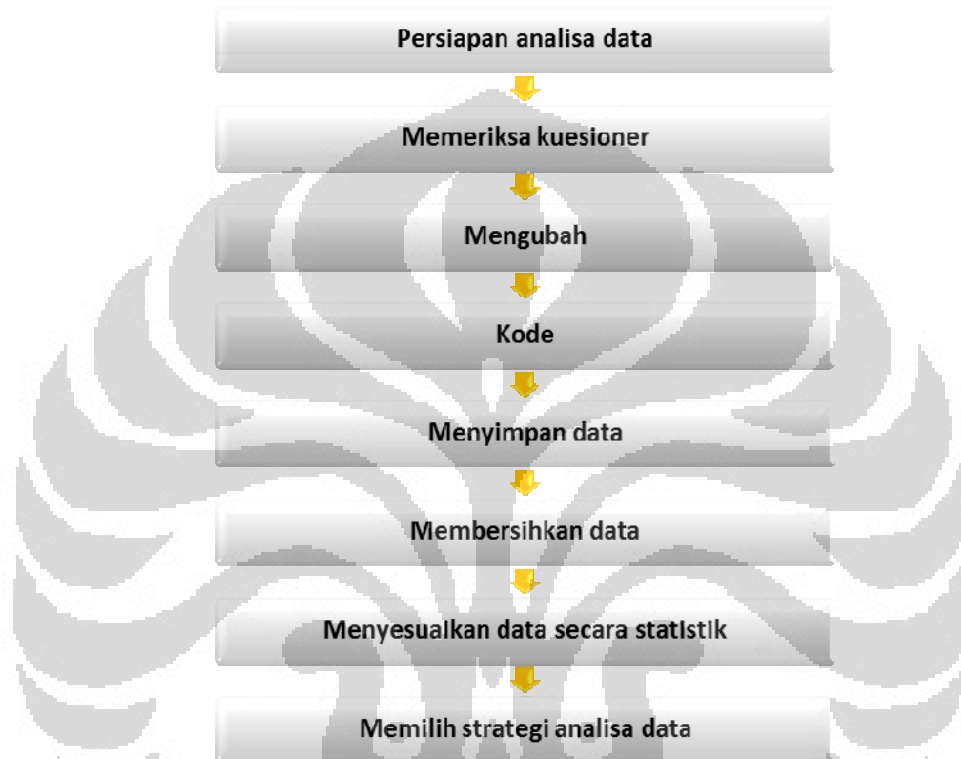 Persiapan analisa data
Memeriksa kuesioner
Mengubah
Kode
Menyimpan data
Membersihkan data
Menyesuaikan data secara statistik
Memilih strategi analisa data